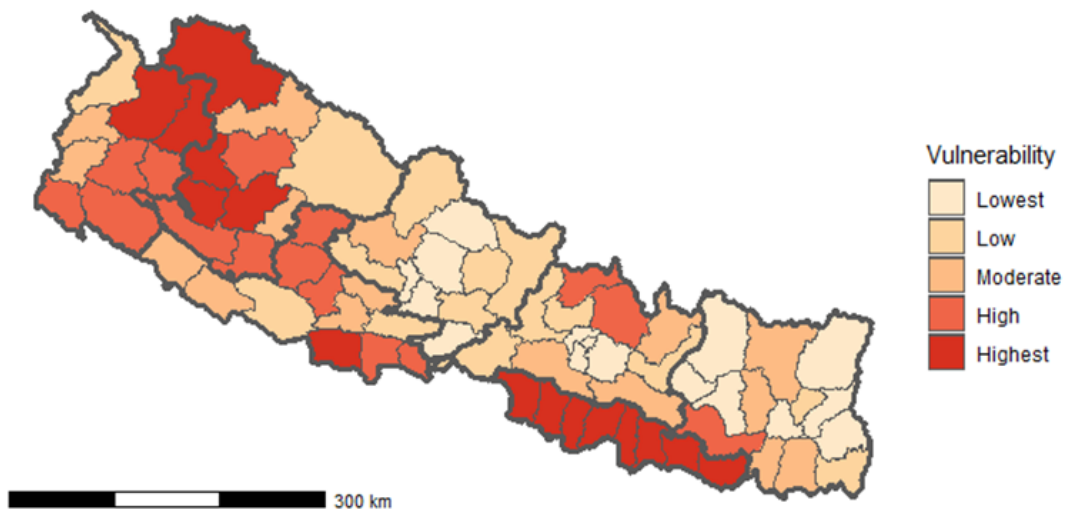 Vulnerability
Lowest
Low
Moderate
High
Highest
300 km